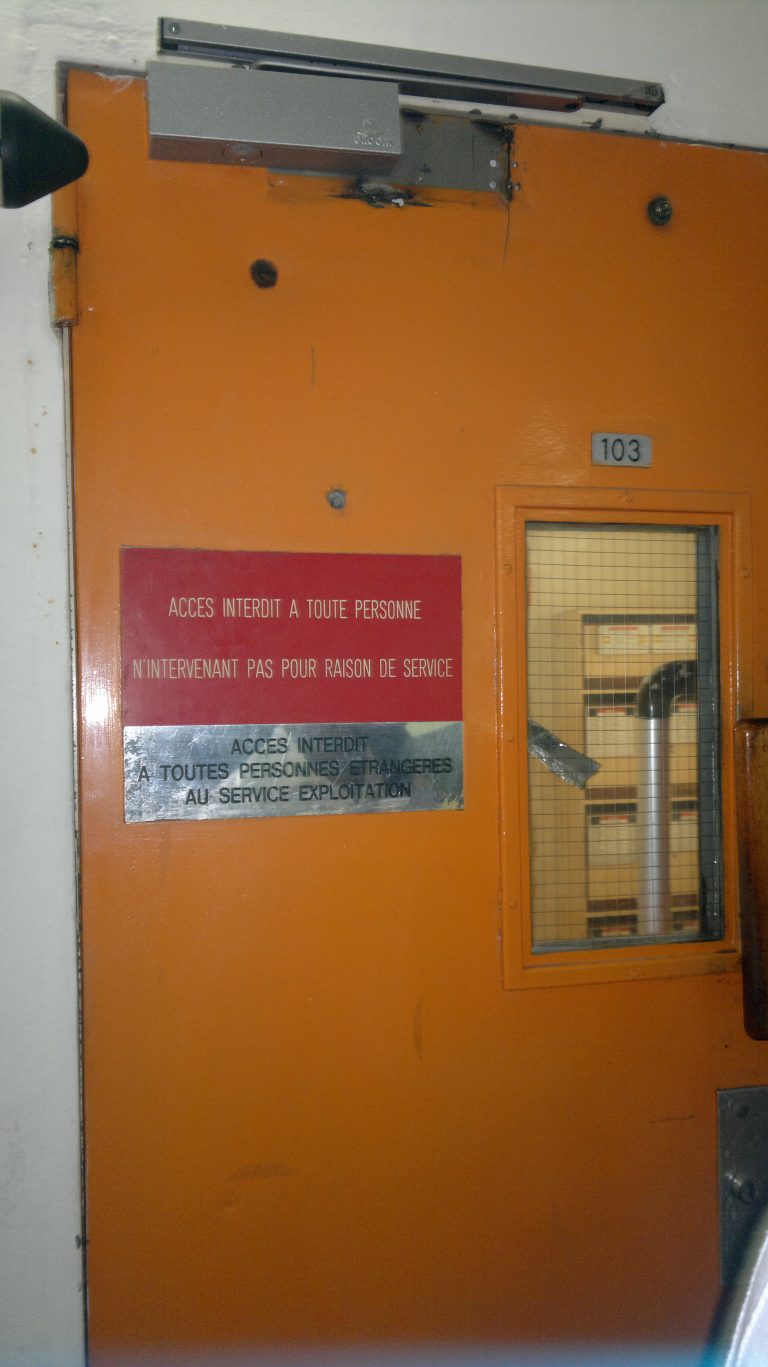 103
ACCES INTERDIT A TOUTE PERSONNE
N'INTERVENANT PAS POUR RAISON DE SERVICE
ACCES INTERDIT
A TOUTES PERSONNES ETRANGERES
AU SERVICE EXPLOITATION